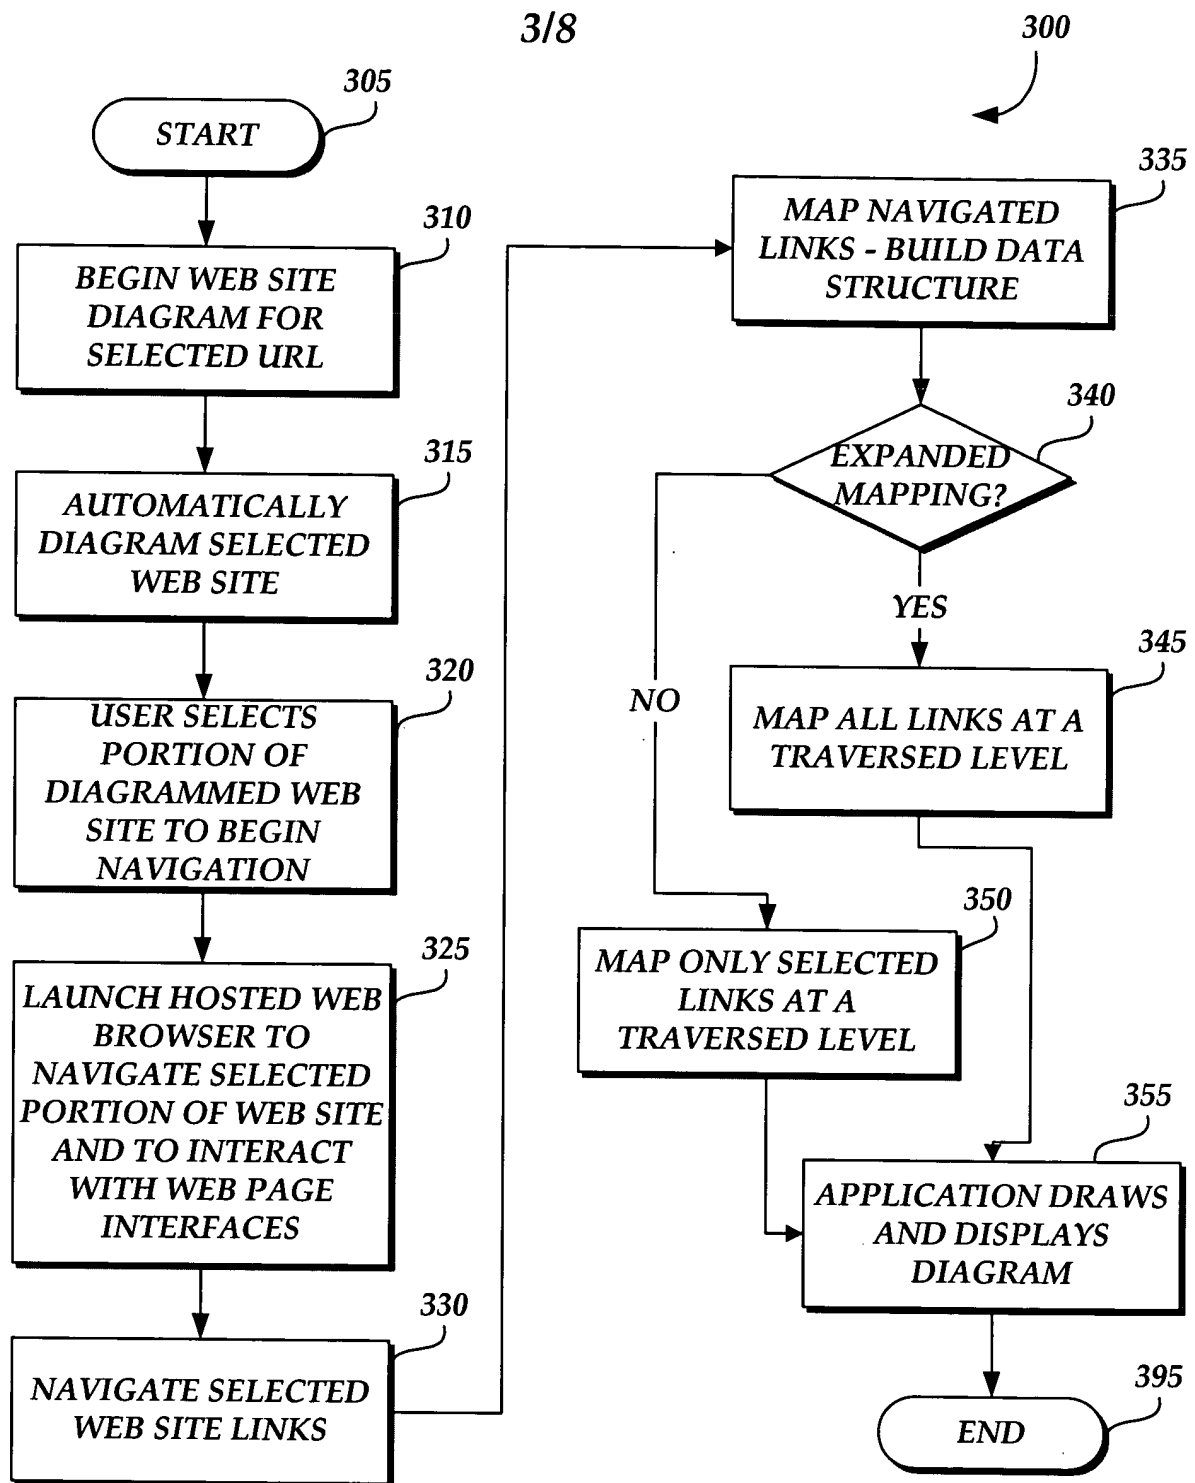 3/8
300
305
START
310
BEGIN WEB SITE
DIAGRAM FOR
SELECTED URL
315
AUTOMATICALLY
DIAGRAM SELECTED
WEB SITE
320
USER SELECTS
PORTION OF
DIAGRAMMED WEB
SITE TO BEGIN
NAVIGATION
325
LAUNCH HOSTED WEB
BROWSER TO
NAVIGATE SELECTED
PORTION OF WEB SITE
AND TO INTERACT
WITH WEB PAGE
INTERFACES
330
NAVIGATE SELECTED
WEB SITE LINKS
335
MAP NAVIGATED
LINKS - BUILD DATA
STRUCTURE
340
EXPANDED
MAPPING?
YES
NO
345
MAP ALL LINKS AT A
TRAVERSED LEVEL
350
MAP ONLY SELECTED
LINKS AT A
TRAVERSED LEVEL
355
APPLICATION DRAWS
AND DISPLAYS
DIAGRAM
395
END